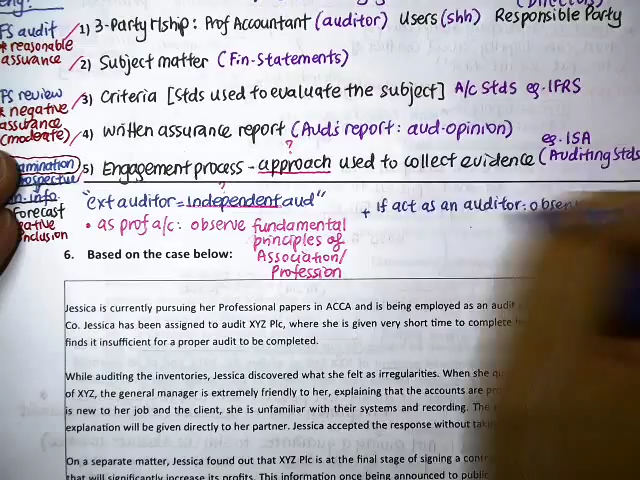 FS audit
* reasonable
assurance
1) 3-Party rlship : Prof Accountant (auditor) Users (shh) Responsible Party
2) Subject matter (Fin-Statements)
FS review
* negative
assurance
(moderate)
3) Criteria [Stds used to evaluate the subject] A/c Stds eg. IFRS
4) Written assurance report (Aud's report : aud-opinion)
?
eg. ISA
5) Engagement process - approach used to collect evidence (Auditing Stds
?
Forecast
"ext auditor = independent aud"
+ If act as an auditor :
• as prof a/c : observe fundamental
principles of
Association/
Profession
6. Based on the case below:
Jessica is currently pursuing her Professional papers in ACCA and is being employed as an audit
Co. Jessica has been assigned to audit XYZ Plc, where she is given very short time to complete
finds it insufficient for a proper audit to be completed.
While auditing the inventories, Jessica discovered what she felt as irregularities. When she
of XYZ, the general manager is extremely friendly to her, explaining that the accounts are
is new to her job and the client, she is unfamiliar with their systems and recording. The
explanation will be given directly to her partner. Jessica accepted the response without
On a separate matter, Jessica found out that XYZ Plc is at the final stage of signing a
that will significantly increase its profits. This information once being announced to public